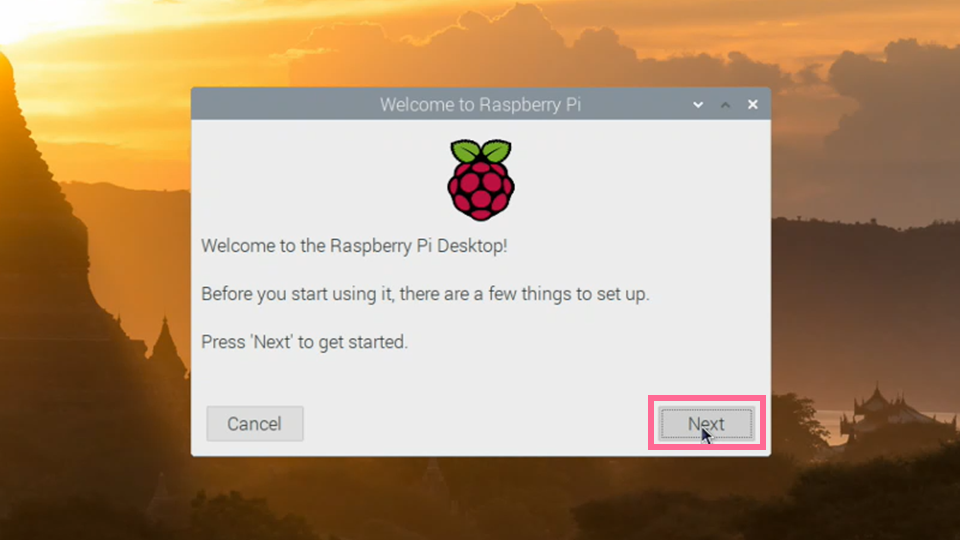 Welcome to Raspberry Pi
Welcome to the Raspberry Pi Desktop!
Before you start using it, there are a few things to set up.
Press 'Next' to get started.
Cancel
Next